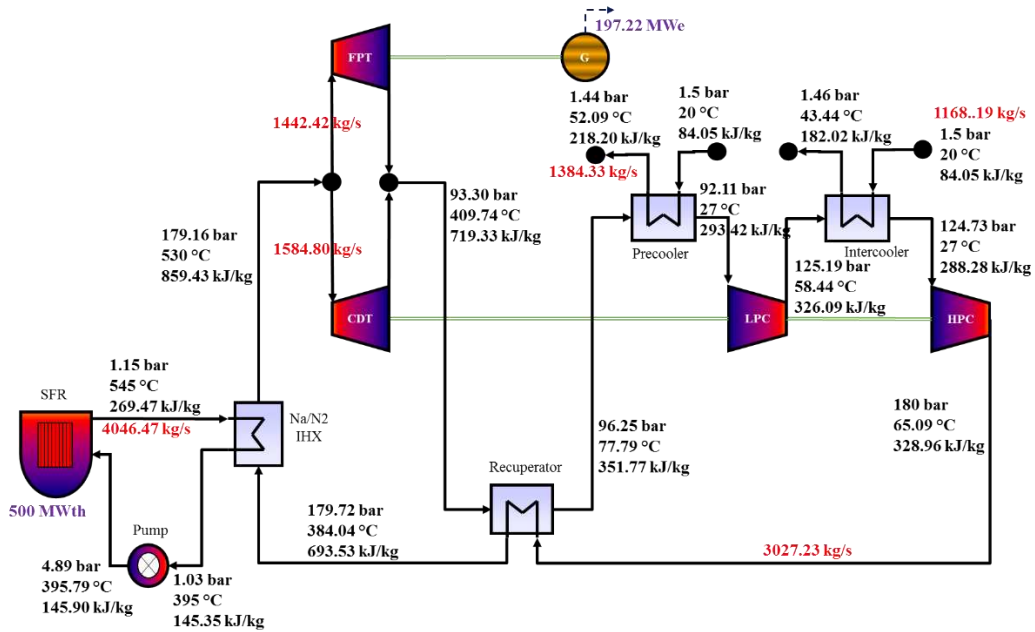 197.22 MWe
FPT
G
1.44 bar
52.09 °C
218.20 kJ/kg
1384.33 kg/s
1.5 bar
20 °C
84.05 kJ/kg
1.46 bar
43.44 °C
182.02 kJ/kg
1168..19 kg/s
1.5 bar
20 °C
84.05 kJ/kg
1442.42 kg/s
1584.80 kg/s
179.16 bar
530 °C
859.43 kJ/kg
93.30 bar
409.74 °C
719.33 kJ/kg
Precooler
92.11 bar
27 °C
293.42 kJ/kg
Intercooler
124.73 bar
27 °C
288.28 kJ/kg
125.19 bar
58.44 °C
326.09 kJ/kg
CDT
LPC
HPC
SFR
500 MWth
1.15 bar
545 °C
269.47 kJ/kg
4046.47 kg/s
Na/N2
IHX
Pump
4.89 bar
395.79 °C
145.90 kJ/kg
1.03 bar
395 °C
145.35 kJ/kg
179.72 bar
384.04 °C
693.53 kJ/kg
Recuperator
96.25 bar
77.79 °C
351.77 kJ/kg
180 bar
65.09 °C
328.96 kJ/kg
3027.23 kg/s